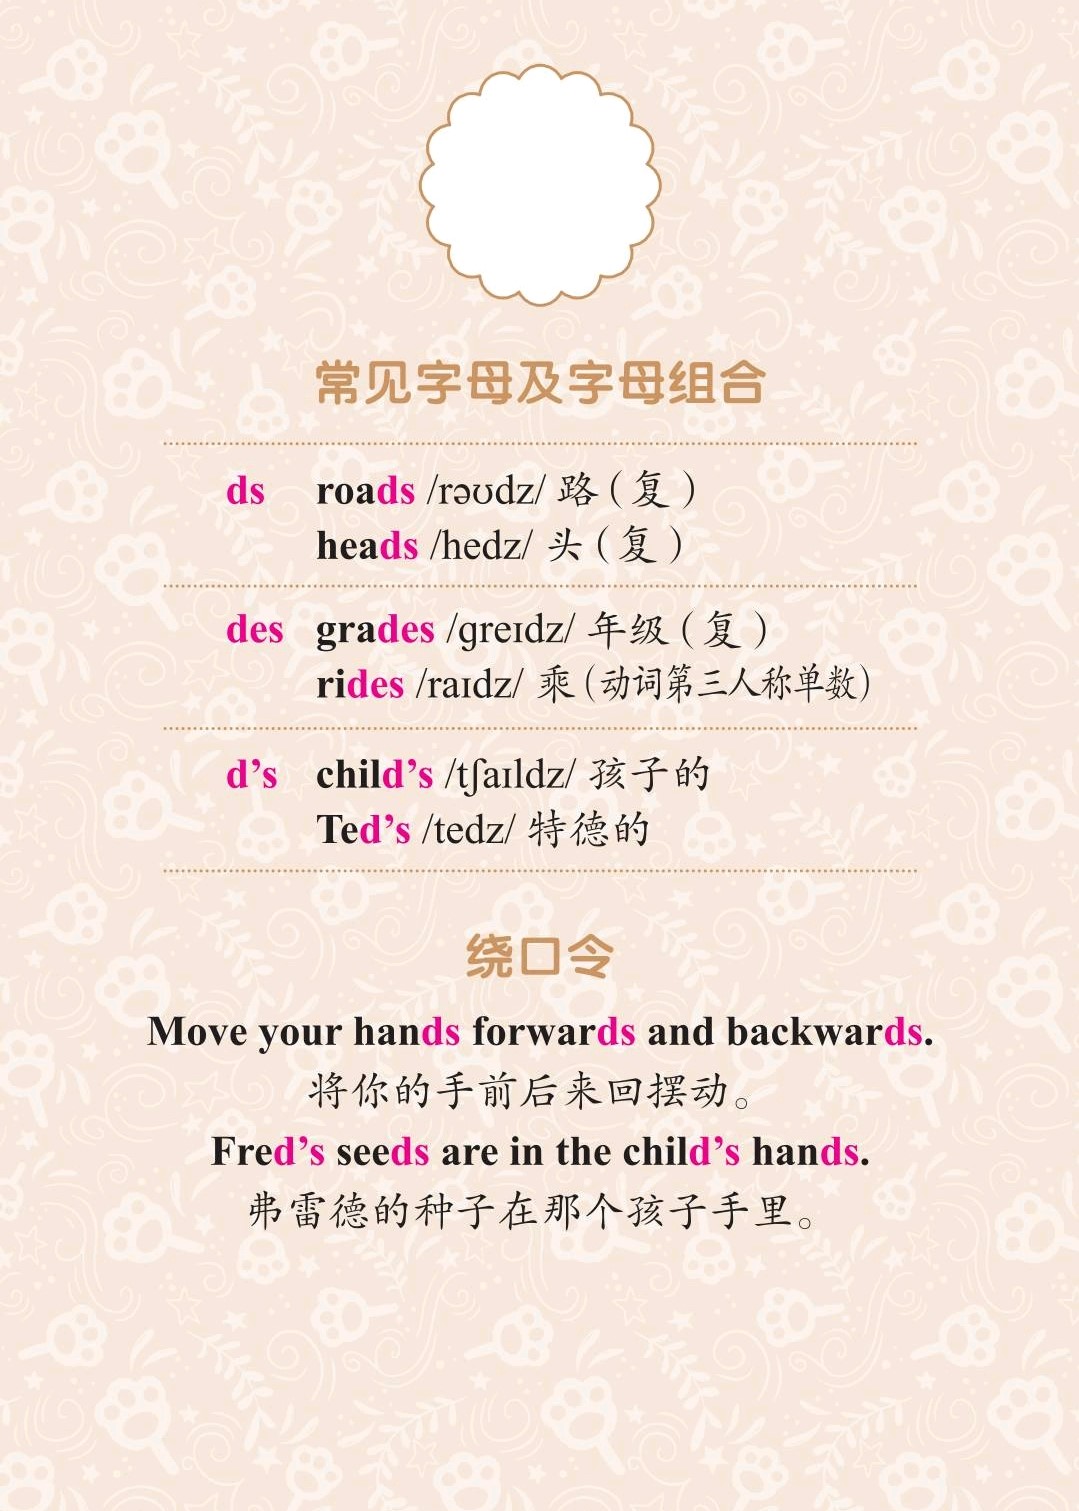 常见字母及字母组合
ds roads /rəʊdz/ 路（复）
heads /hedz/ 头（复）
des grades /ɡreɪdz/ 年级（复）
rides /raɪdz/ 乘（动词第三人称单数）
d’s child’s /tʃaɪldz/ 孩子的
Ted’s /tedz/ 特德的
绕口令
Move your hands forwards and backwards.
将你的手前后来回摆动。
Fred’s seeds are in the child’s hands.
弗雷德的种子在那个孩子手里。